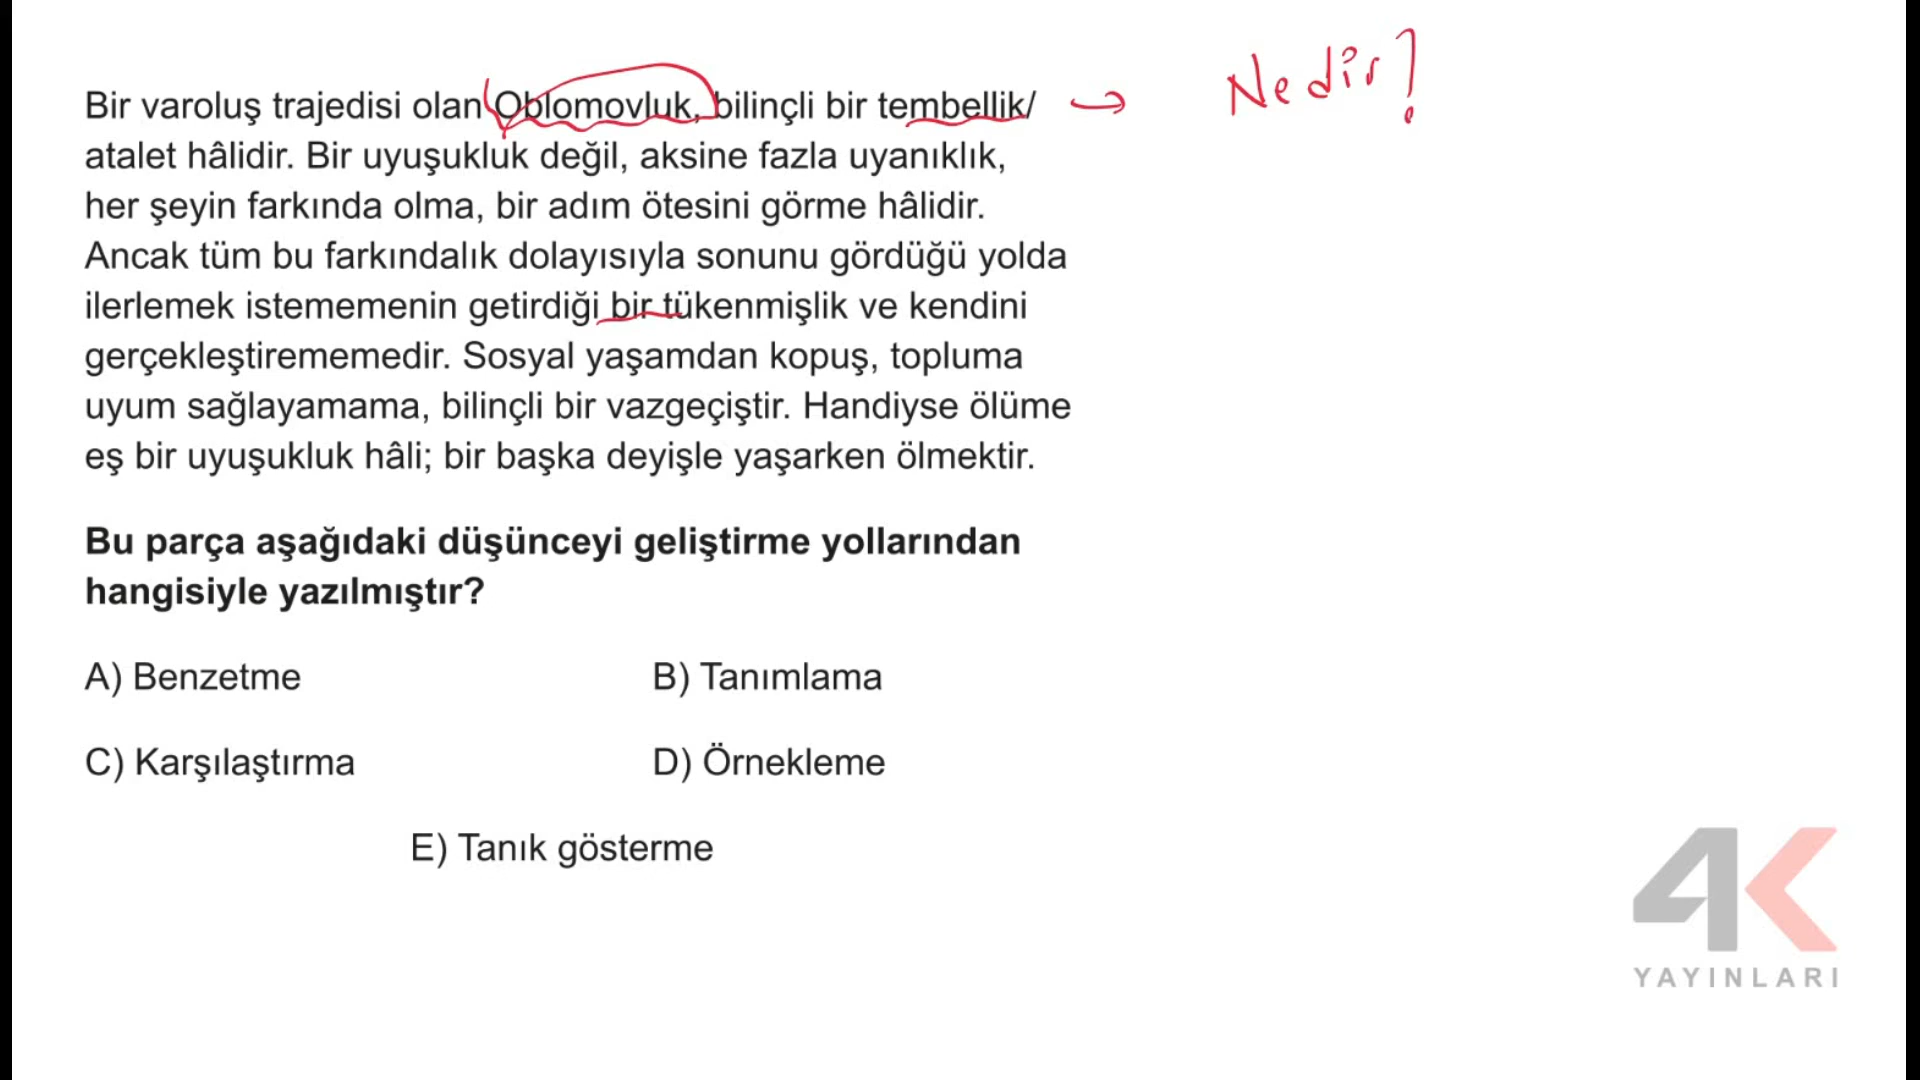 Nedir?
Bir varoluş trajedisi olan Oblomovluk, bilinçli bir tembellik/
atalet hâlidir. Bir uyuşukluk değil, aksine fazla uyanıklık,
her şeyin farkında olma, bir adım ötesini görme hâlidir.
Ancak tüm bu farkındalık dolayısıyla sonunu gördüğü yolda
ilerlemek istememenin getirdiği bir tükenmişlik ve kendini
gerçekleştirememedir. Sosyal yaşamdan kopuş, topluma
uyum sağlayamama, bilinçli bir vazgeçiştir. Handiyse ölüme
eş bir uyuşukluk hâli; bir başka deyişle yaşarken ölmektir.
Bu parça aşağıdaki düşünceyi geliştirme yollarından
hangisiyle yazılmıştır?
A) Benzetme B) Tanımlama
C) Karşılaştırma D) Örnekleme
E) Tanık gösterme
4K
YAYINLARI